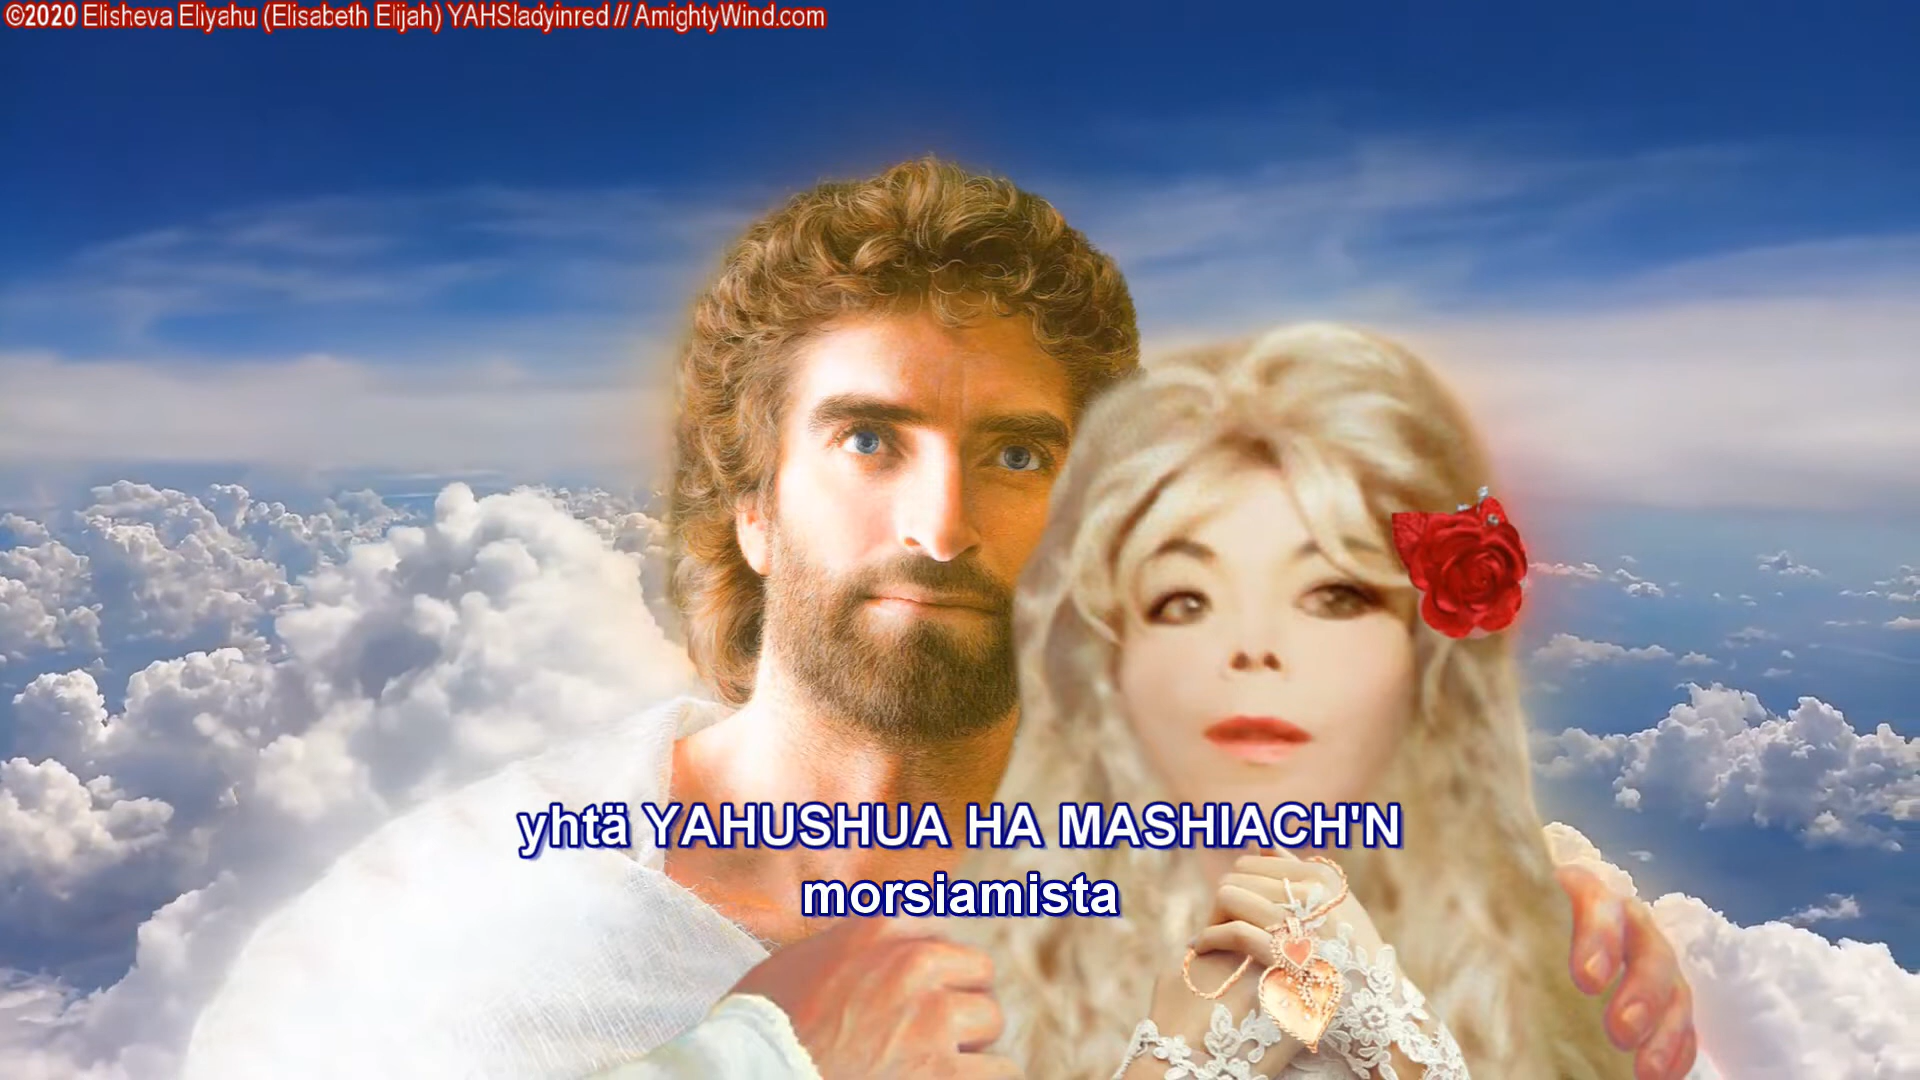 ©2020 Elisheva Eliyahu (Elisabeth Elijah) YAHSladyinred // AmightyWind.com
yhtä YAHUSHUA HA MASHIACH'N
morsiamista